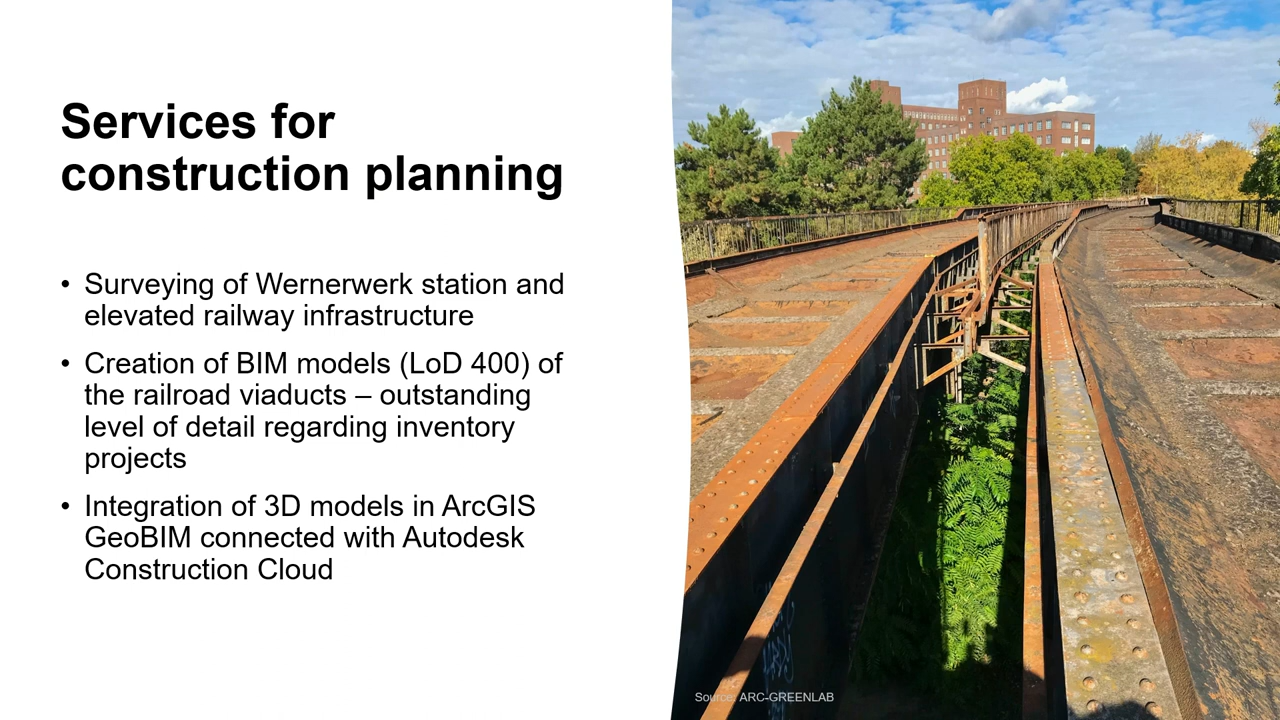 Services for
construction planning
• Surveying of Wernerwerk station and
elevated railway infrastructure
• Creation of BIM models (LoD 400) of
the railroad viaducts – outstanding
level of detail regarding inventory
projects
• Integration of 3D models in ArcGIS
GeoBIM connected with Autodesk
Construction Cloud
Source: ARC-GREENLAB